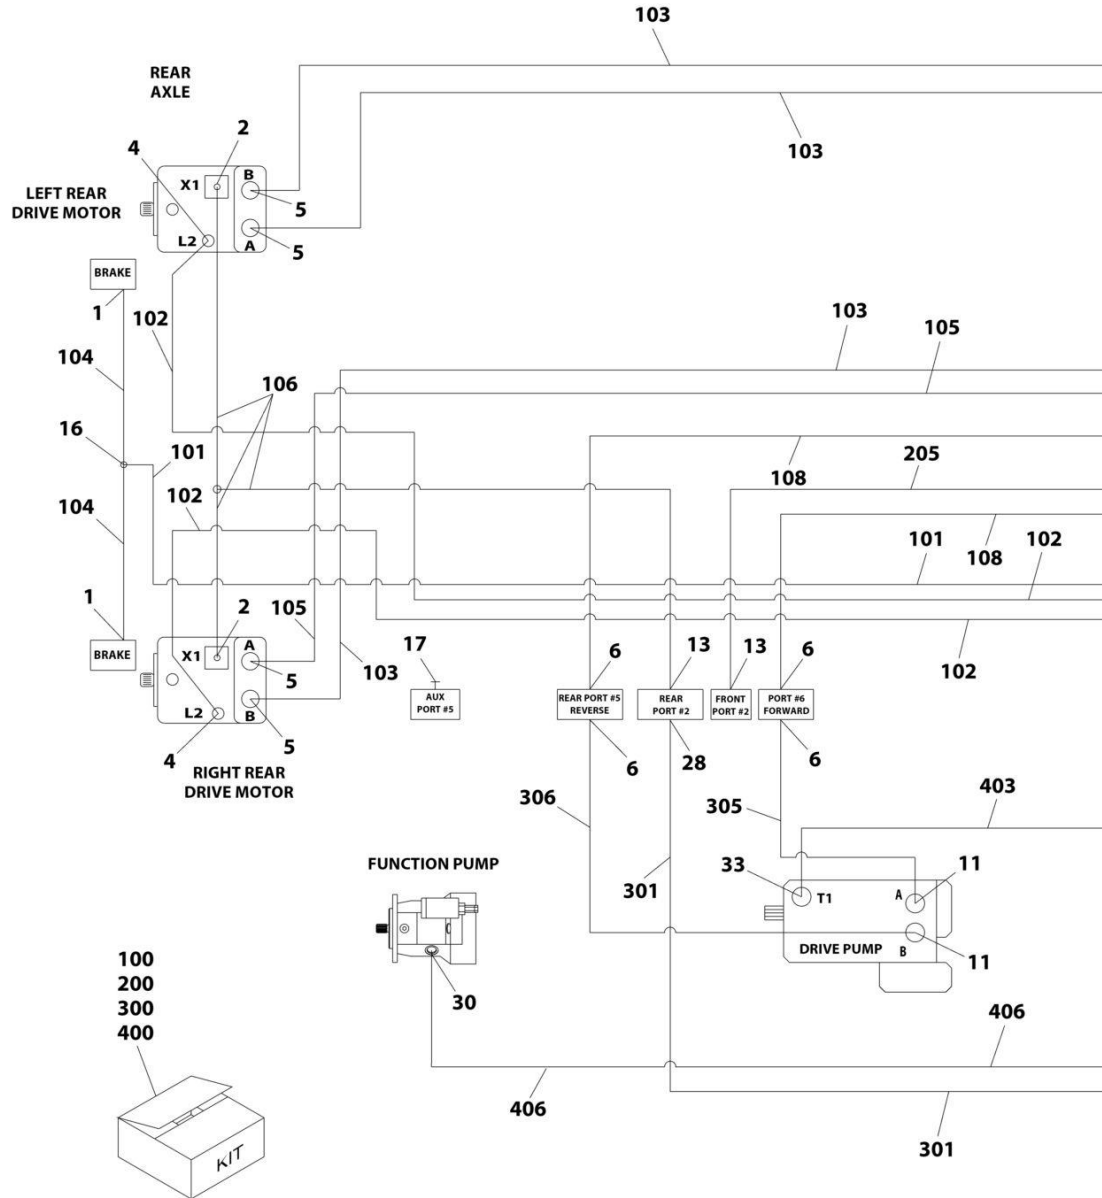 103
REAR
AXLE
2
103
4
B
X1
LEFT REAR
DRIVE MOTOR
5
L2
A
5
BRAKE
1
102
103
105
104
106
16
101
205
108
102
104
108
101
102
1
2
105
17
6
13
13
6
103
102
BRAKE
X1
A
5
AUX
PORT #5
REAR PORT #5
REVERSE
REAR
PORT #2
FRONT
PORT #2
PORT #6
FORWARD
L2
B
4
5
6
28
6
RIGHT REAR
DRIVE MOTOR
306
305
403
FUNCTION PUMP
33
301
11
T1
A
DRIVE PUMP
B
11
100
200
300
400
30
406
406
301
KIT